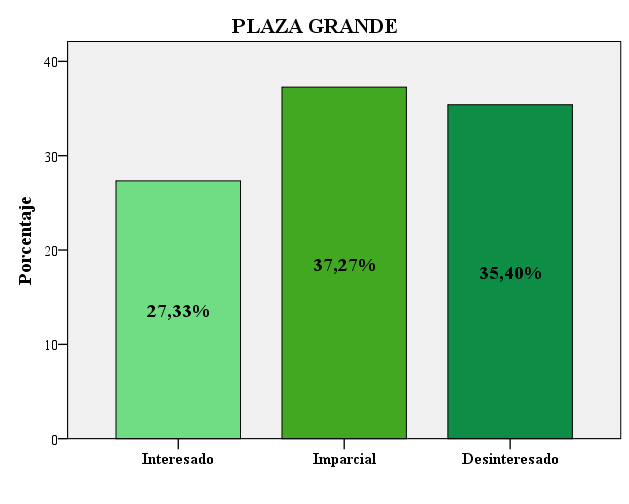 PLAZA GRANDE
Porcentaje
40
30
20
10
0
27,33%
37,27%
35,40%
Interesado
Imparcial
Desinteresado